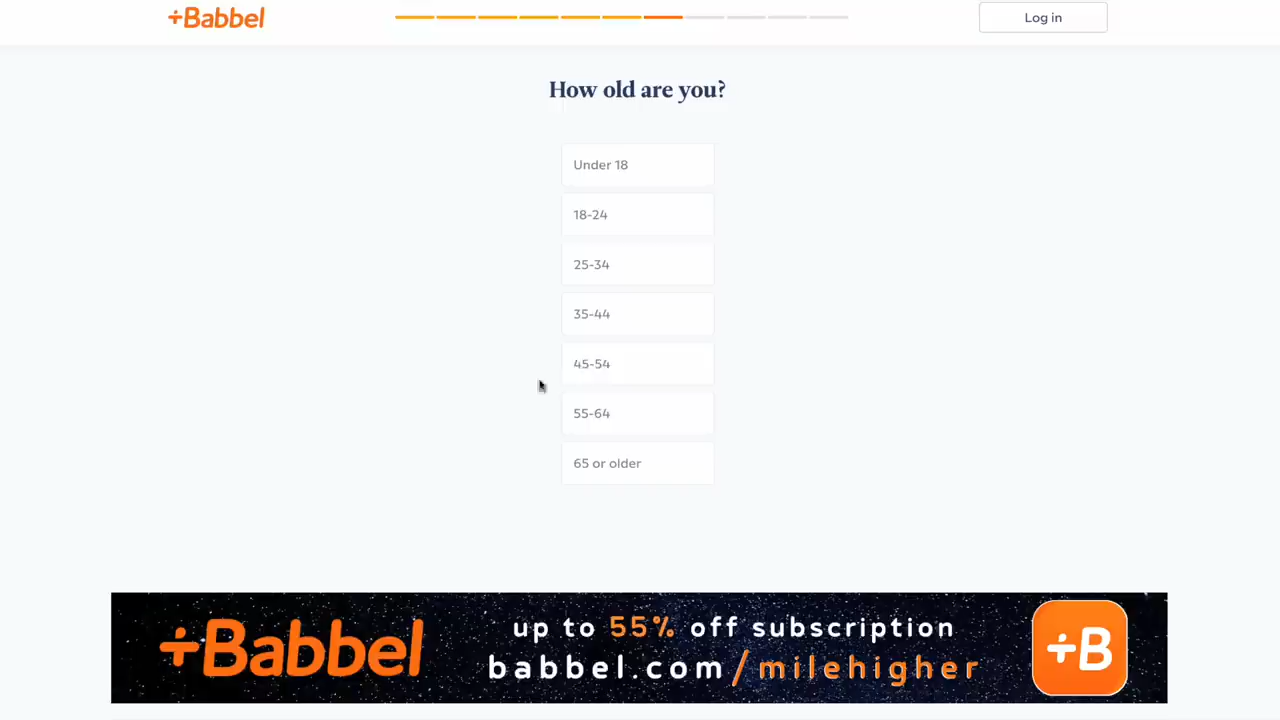 +Babbel
Log in
How old are you?
Under 18
18-24
25-34
35-44
45-54
55-64
65 or older
+Babbel
up to 55% off subscription
babbel.com/milehigher
+B